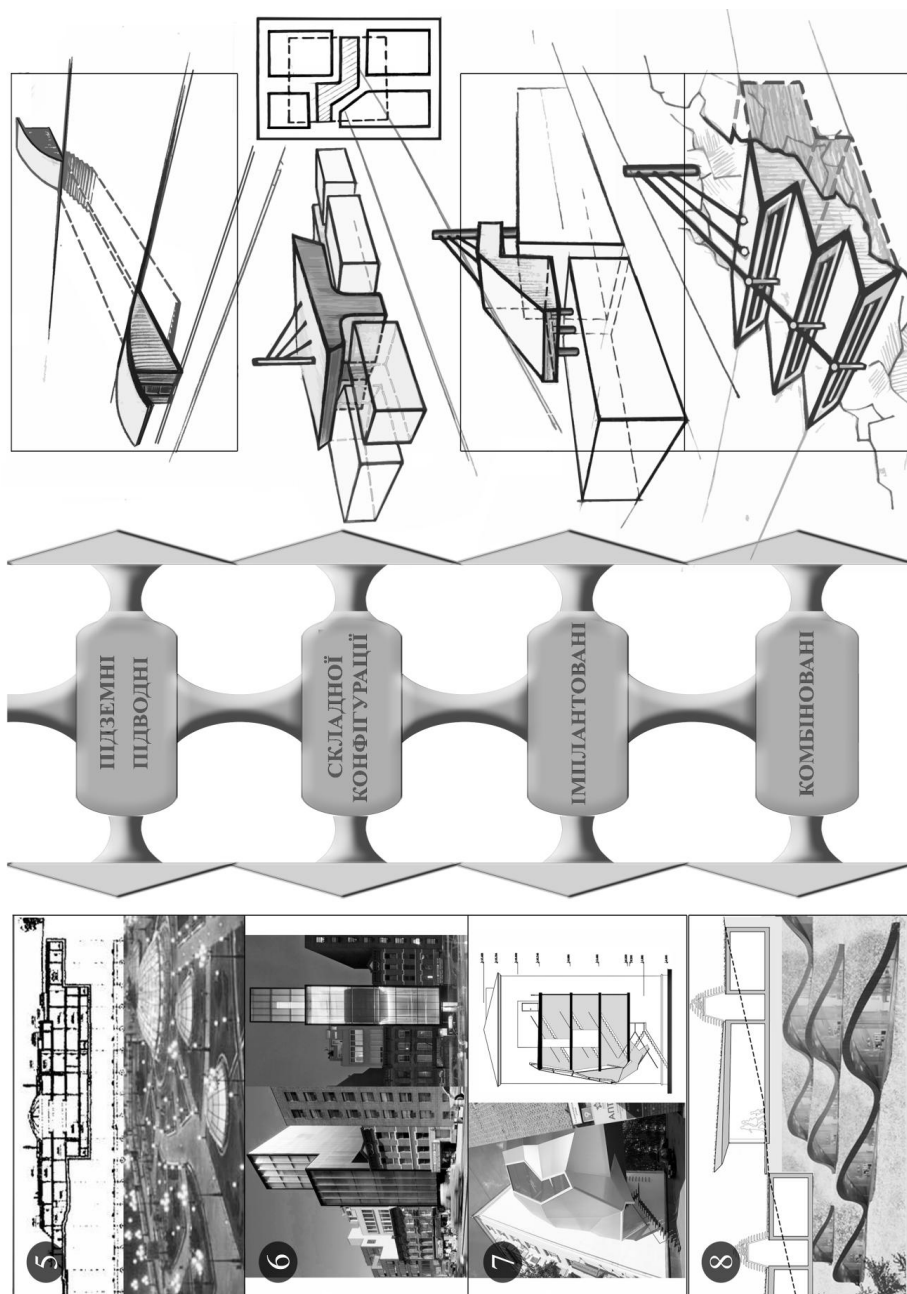 ПІДЗЕМНІ
ПІДВОДНІ
СКЛАДНОЇ
КОНФІГУРАЦІЇ
ІМПЛАНТОВАНІ
КОМБІНОВАНІ
5
6
7
8